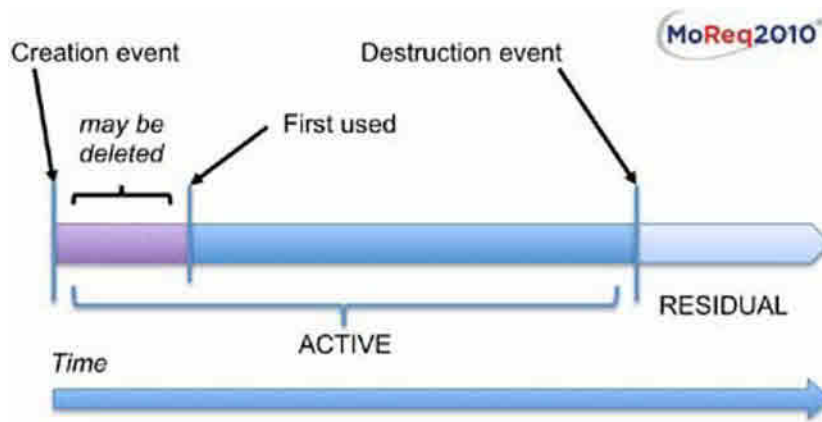 MoReq2010®
Creation event
Destruction event
may be
deleted
First used
ACTIVE
RESIDUAL
Time